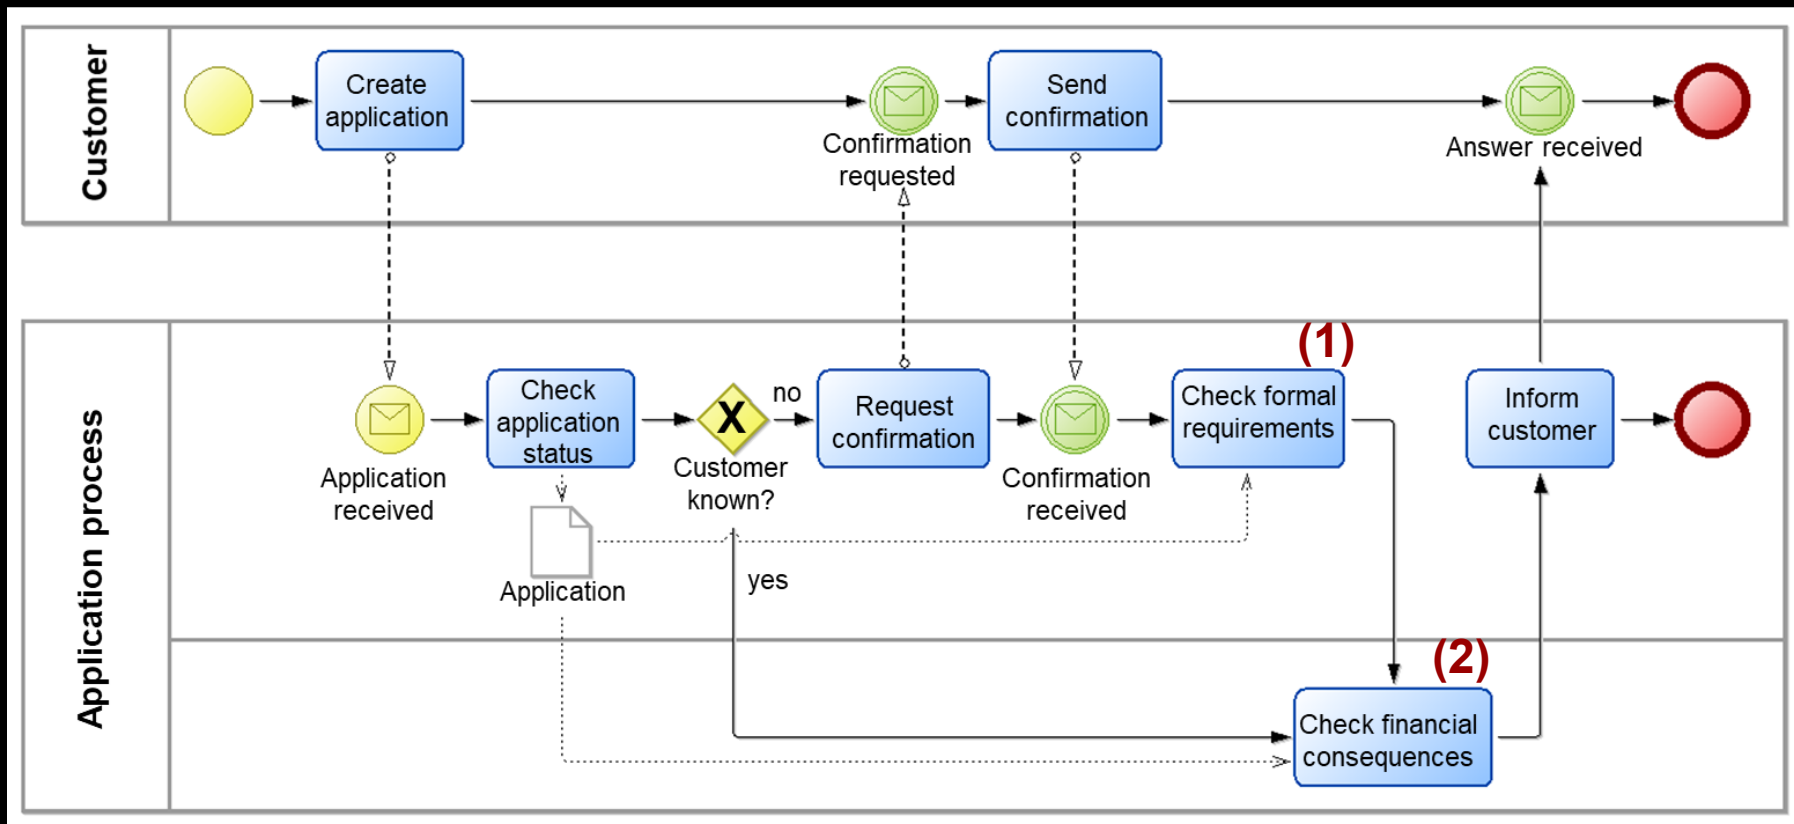 Customer
Create
application
Confirmation
requested
Send
confirmation
Answer received
Application process
Application
received
Check
application
status
Application
X
Customer
known?
no
yes
Request
confirmation
Confirmation
received
(1)
Check formal
requirements
(2)
Check financial
consequences
Inform
customer